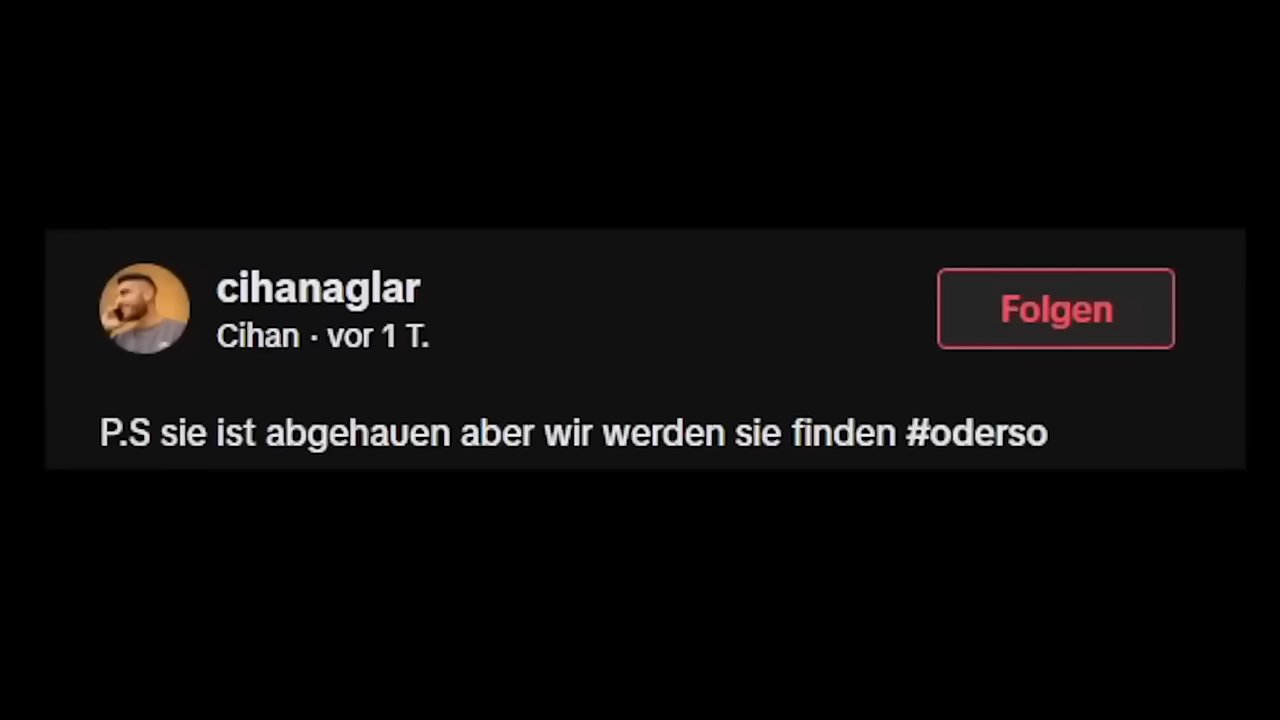 cihanaglar
Cihan · vor 1 T.
Folgen
P.S sie ist abgehauen aber wir werden sie finden #oderso